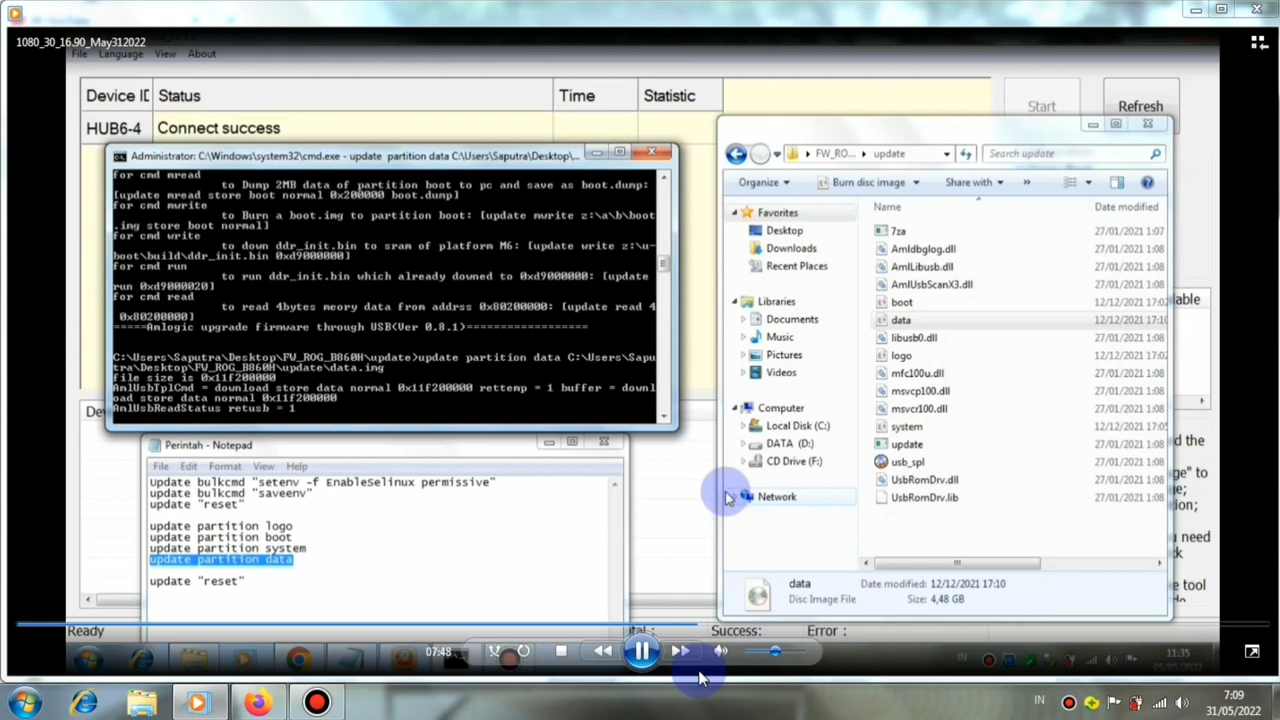 1080_30_16.90_May312022
File Language View About
Device ID Status Time Statistic
HUB6-4 Connect success
Start
Refresh
Administrator: C:\Windows\system32\cmd.exe - update partition data C:\Users\Saputra\Desktop\...
for cmd mread
to Dump 2MB data of partition boot to pc and save as boot.dump:
[update mread store boot normal 0x200000 boot.dump]
for cmd mwrite
to Burn a boot.img to partition boot: [update mwrite z:\a\b\boot
.img store boot normal]
for cmd write
to down ddr_init.bin to sram of platform M6: [update write z:\u-
boot\build\ddr_init.bin 0xd9000000]
for cmd run
to run ddr_init.bin which already downed to 0xd9000000: [update
run 0xd9000020]
for cmd read
to read 4bytes meory data from addrss 0x80200000: [update read 4
0x80200000]
=====Amlogic upgrade firmware through USB(Ver 0.8.1)==================
C:\Users\Saputra\Desktop\FW_ROG_B860H\update>update partition data C:\Users\Sapu
tra\Desktop\FW_ROG_B860H\update\data.img
file size is 0x11f200000
AmlUsbTplCmd = download store data normal 0x11f200000 rettemp = 1 buffer = downl
oad store data normal 0x11f200000
AmlUsbReadStatus retusb = 1
Perintah - Notepad
File Edit Format View Help
update bulkcmd "setenv -f EnableSelinux permissive"
update bulkcmd "saveenv"
update "reset"
update partition logo
update partition boot
update partition system
update partition data
update "reset"
FW_RO... update
Search update
Organize Burn disc image Share with »
Favorites
Desktop
Downloads
Recent Places
Libraries
Documents
Music
Pictures
Videos
Computer
Local Disk (C:)
DATA (D:)
CD Drive (F:)
Network
Name Date modified
7za 27/01/2021 1:07
Amldbglog.dll 27/01/2021 1:08
AmlLibusb.dll 27/01/2021 1:08
AmlUsbScanX3.dll 27/01/2021 1:08
boot 12/12/2021 17:02
data 12/12/2021 17:10
libusb0.dll 27/01/2021 1:08
logo 12/12/2021 17:02
mfc100u.dll 27/01/2021 1:08
msvcp100.dll 27/01/2021 1:08
msvcr100.dll 27/01/2021 1:08
system 12/12/2021 17:05
update 27/01/2021 1:08
usb_spl 27/01/2021 1:08
UsbRomDrv.dll 27/01/2021 1:08
UsbRomDrv.lib 27/01/2021 1:08
data Date modified: 12/12/2021 17:10
Disc Image File Size: 4,48 GB
Ready Success: Error :
07:48
IN 11:35
05/05/2022
IN 7:09
31/05/2022